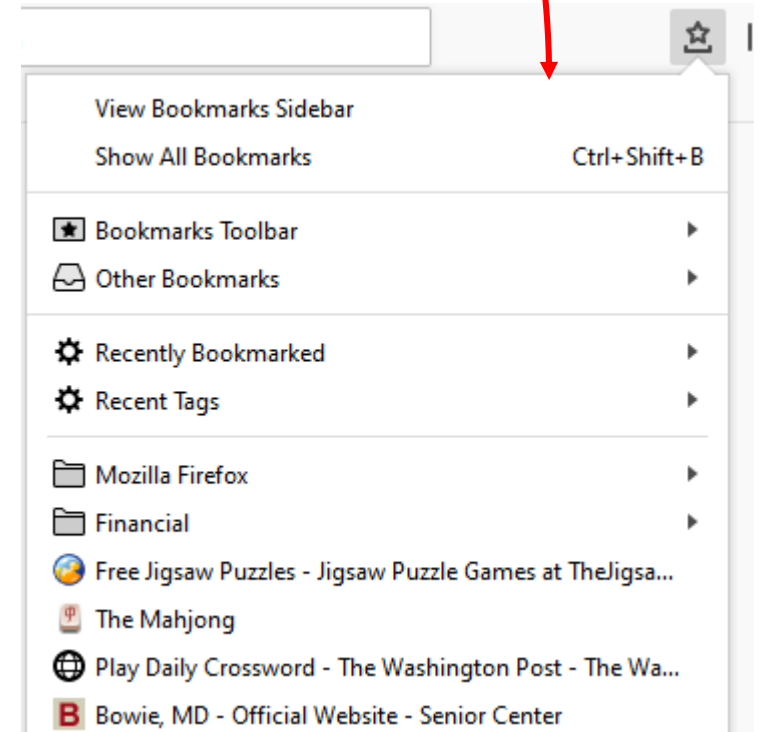 View Bookmarks Sidebar
Show All Bookmarks Ctrl+Shift+B
Bookmarks Toolbar
Other Bookmarks
Recently Bookmarked
Recent Tags
Mozilla Firefox
Financial
Free Jigsaw Puzzles - Jigsaw Puzzle Games at TheJigsa...
The Mahjong
Play Daily Crossword - The Washington Post - The Wa...
B Bowie, MD - Official Website - Senior Center